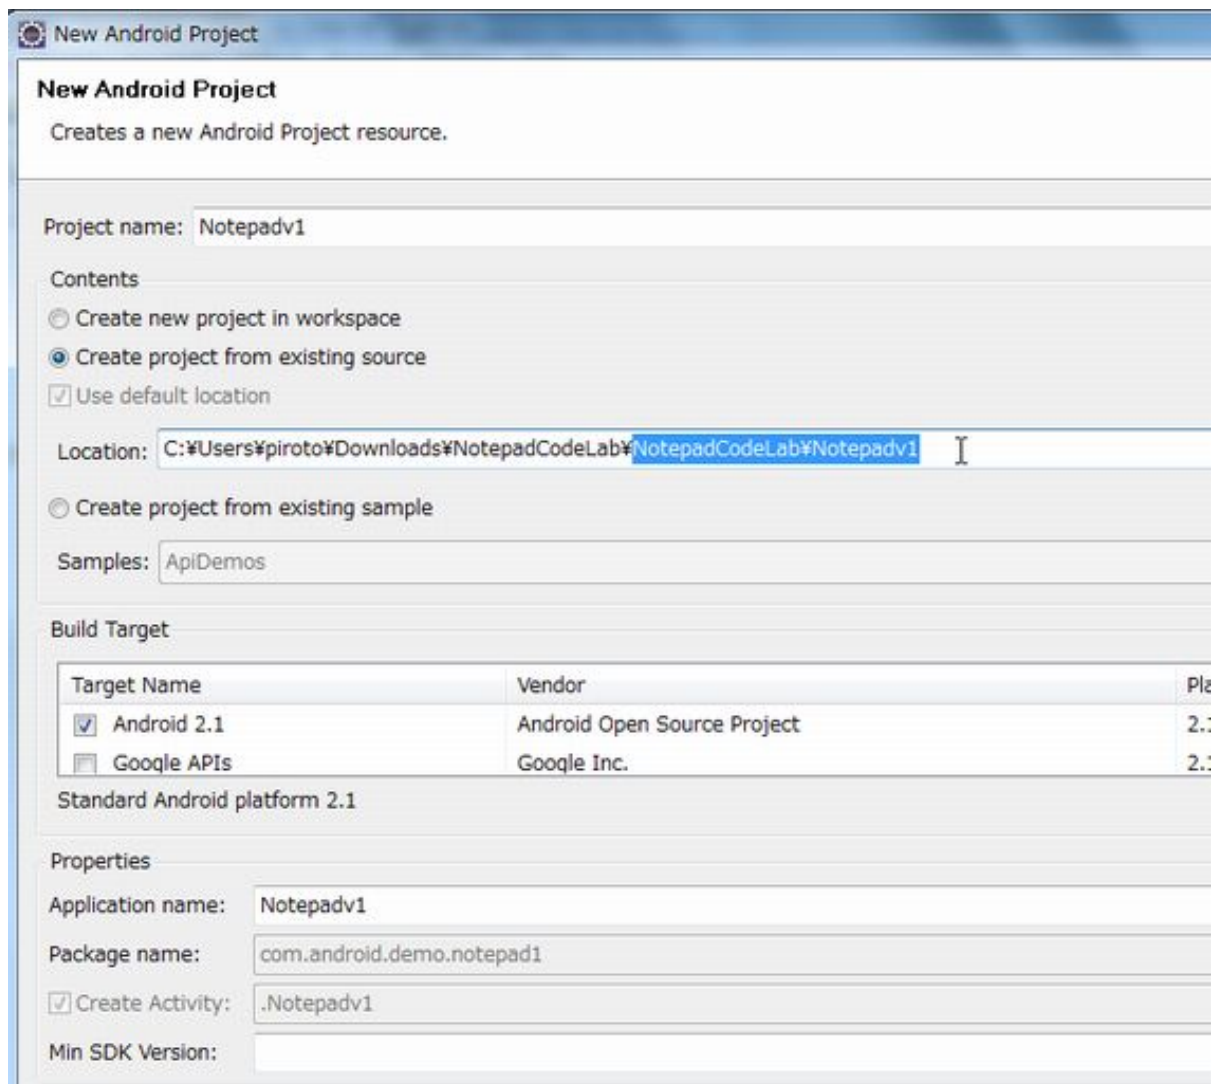 New Android Project
New Android Project
Creates a new Android Project resource.
Project name: Notepadv1
Contents
Create new project in workspace
Create project from existing source
Use default location
Location: C:¥Users¥piroto¥Downloads¥NotepadCodeLab¥NotepadCodeLab¥Notepadv1
Create project from existing sample
Samples: ApiDemos
Build Target
Target Name Vendor
Android 2.1 Android Open Source Project
Google APIs Google Inc.
Standard Android platform 2.1
Properties
Application name: Notepadv1
Package name: com.android.demo.notepad1
Create Activity: .Notepadv1
Min SDK Version: